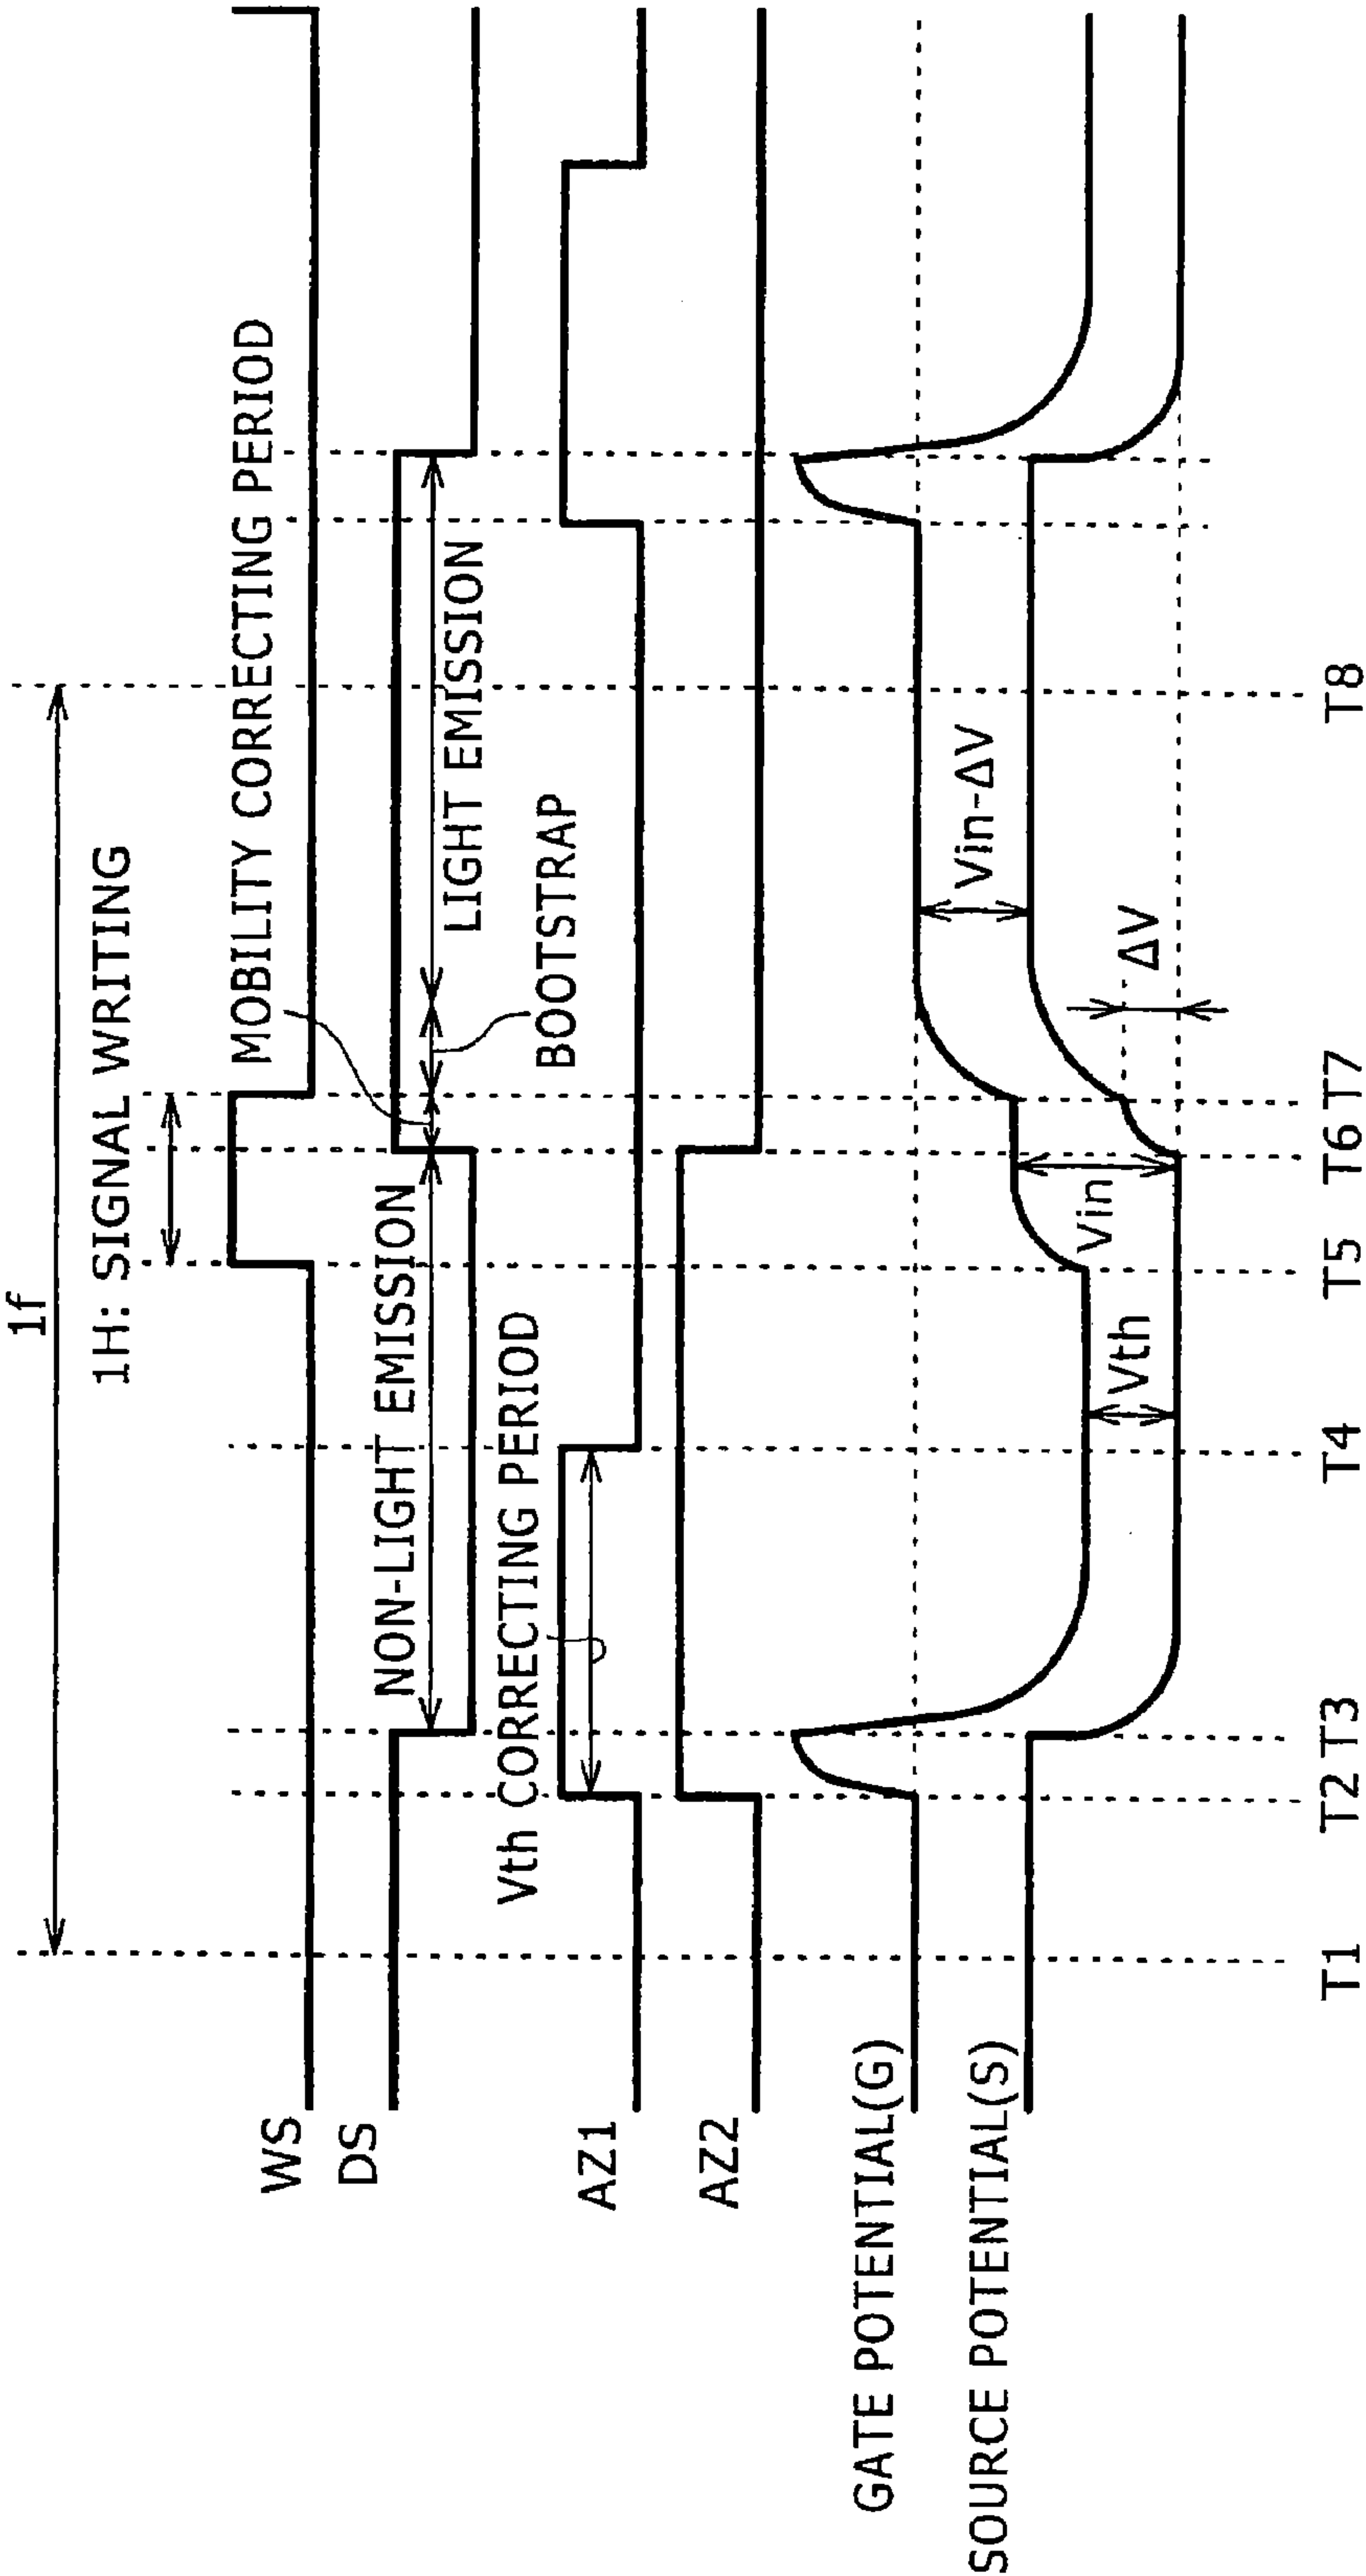 1f
1H: SIGNAL WRITING
MOBILITY CORRECTING PERIOD
WS
DS
NON-LIGHT EMISSION
LIGHT EMISSION
BOOTSTRAP
Vth CORRECTING PERIOD
AZ1
AZ2
GATE POTENTIAL(G)
SOURCE POTENTIAL(S)
Vth
Vin
Vin-ΔV
ΔV
T1 T2 T3 T4 T5 T6 T7 T8